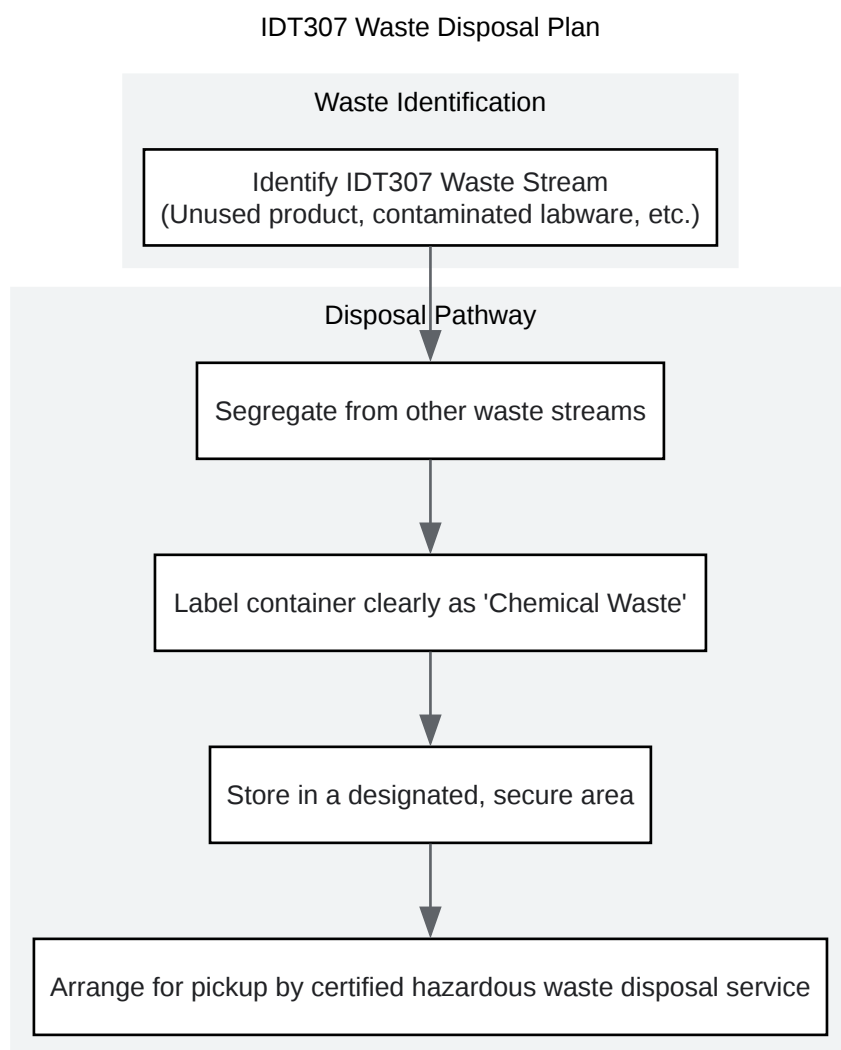 IDT307 Waste Disposal Plan
Waste Identification
Identify IDT307 Waste Stream
(Unused product, contaminated labware, etc.)
Disposal Pathway
Segregate from other waste streams
Label container clearly as 'Chemical Waste'
Store in a designated, secure area
Arrange for pickup by certified hazardous waste disposal service